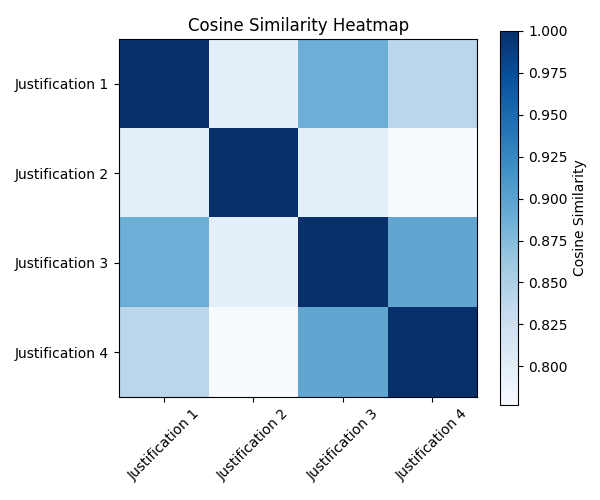 Cosine Similarity Heatmap
Justification 1
Justification 2
Justification 3
Justification 4
Justification 1
Justification 2
Justification 3
Justification 4
1.000
0.975
0.950
0.925
0.900
0.875
0.850
0.825
0.800
Cosine Similarity